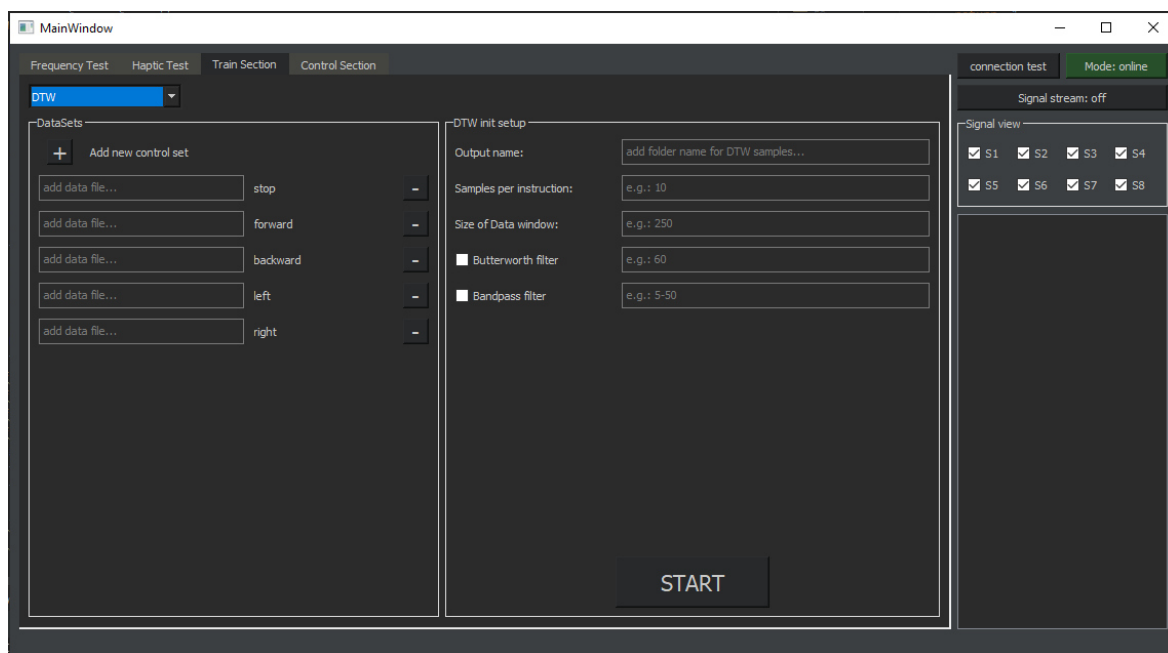 MainWindow
Frequency Test Haptic Test Train Section Control Section
connection test Mode: online
DTW
Signal stream: off
DataSets
+ Add new control set
add data file... stop -
add data file... forward -
add data file... backward -
add data file... left -
add data file... right -
DTW init setup
Output name: add folder name for DTW samples...
Samples per instruction: e.g.: 10
Size of Data window: e.g.: 250
Butterworth filter e.g.: 60
Bandpass filter e.g.: 5-50
START
Signal view
S1 S2 S3 S4
S5 S6 S7 S8